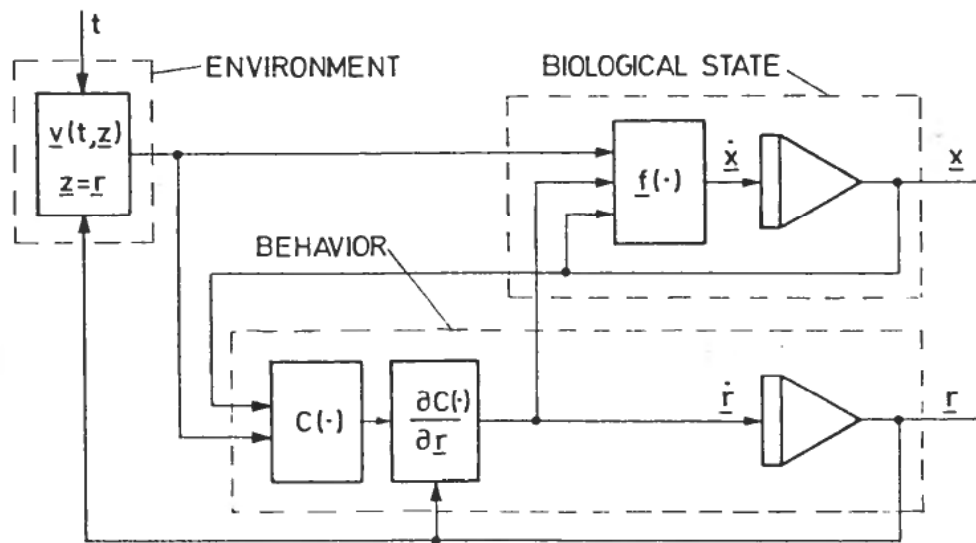 t
ENVIRONMENT
BIOLOGICAL STATE
v(t,z)
z=r
f(·)
ẋ
x
BEHAVIOR
C(·)
∂C(·)
∂r
ṙ
r